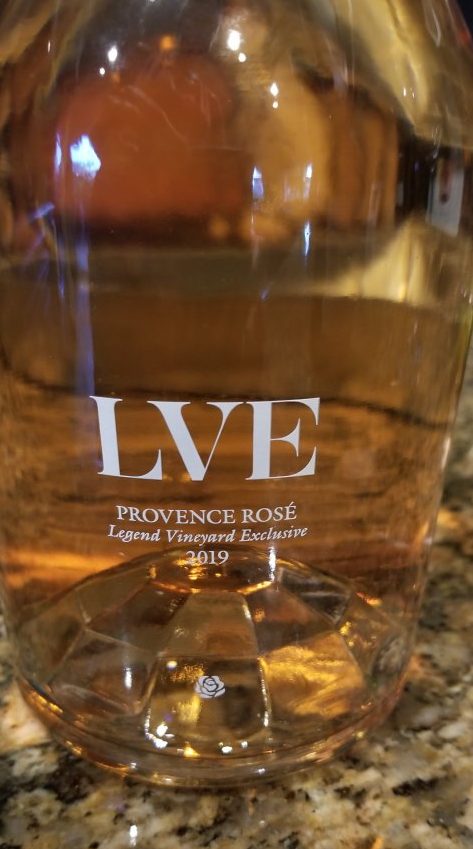 LVE
PROVENCE ROSÉ
Legend Vineyard Exclusive
2019